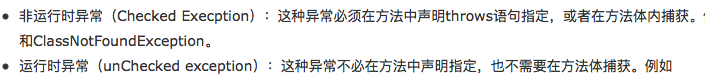 • 非运行时异常（Checked Execption）：这种异常必须在方法中声明throws语句指定，或者在方法体内捕获。
和ClassNotFoundException。
• 运行时异常（unChecked exception）：这种异常不必在方法中声明指定，也不需要在方法体捕获。例如